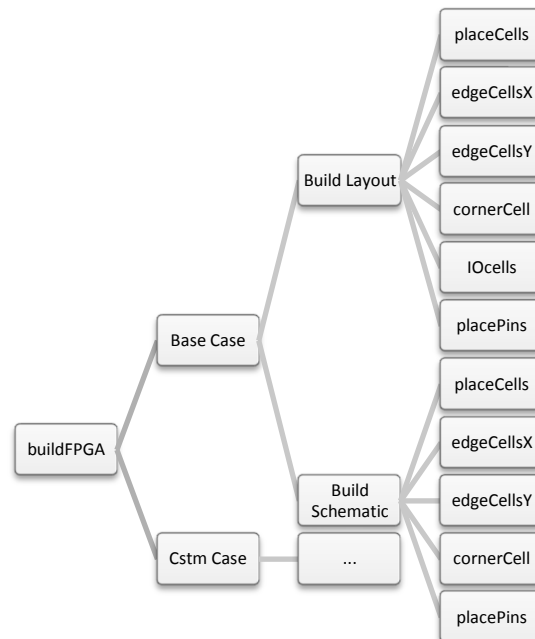 placeCells
edgeCellsX
edgeCellsY
Build Layout
cornerCell
IOcells
placePins
Base Case
placeCells
edgeCellsX
buildFPGA
Build
Schematic
edgeCellsY
Cstm Case
...
cornerCell
placePins